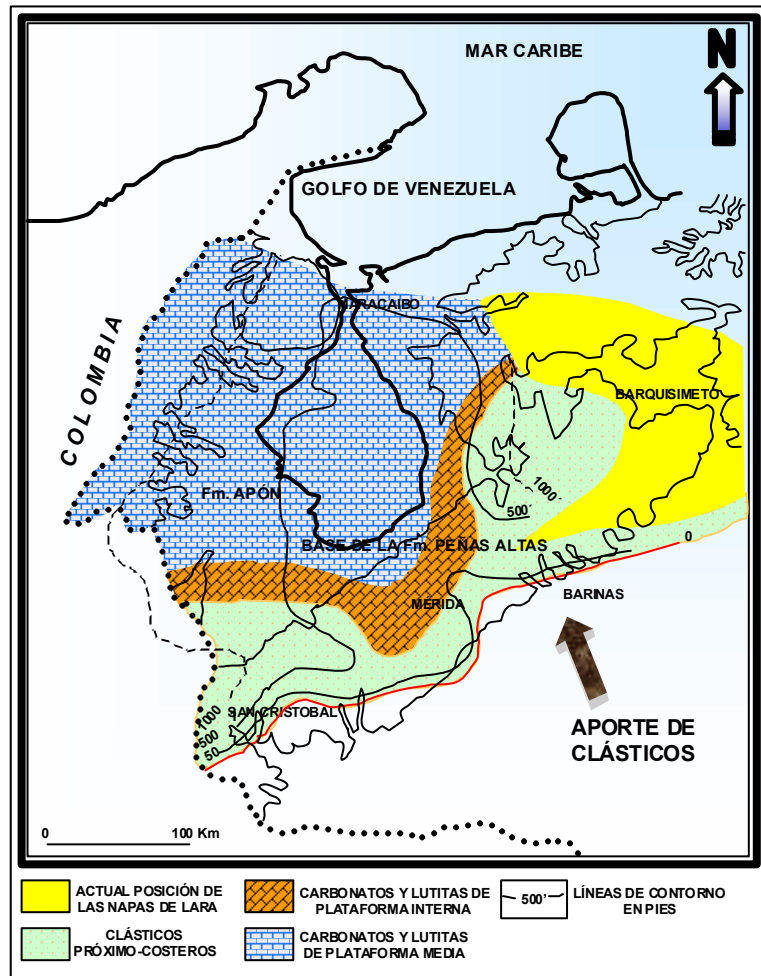 MAR CARIBE
N
GOLFO DE VENEZUELA
MARACAIBO
COLOMBIA
BARQUISIMETO
Fm. APÓN
1000'
500'
BASE DE LA Fm. PEÑAS ALTAS
0
MÉRIDA
BARINAS
SAN CRISTOBAL
1000
500
50
APORTE DE
CLÁSTICOS
0 100 Km
ACTUAL POSICIÓN DE
LAS NAPAS DE LARA
CARBONATOS Y LUTITAS DE
PLATAFORMA INTERNA
500'
LÍNEAS DE CONTORNO
EN PIES
CLÁSTICOS
PRÓXIMO-COSTEROS
CARBONATOS Y LUTITAS
DE PLATAFORMA MEDIA